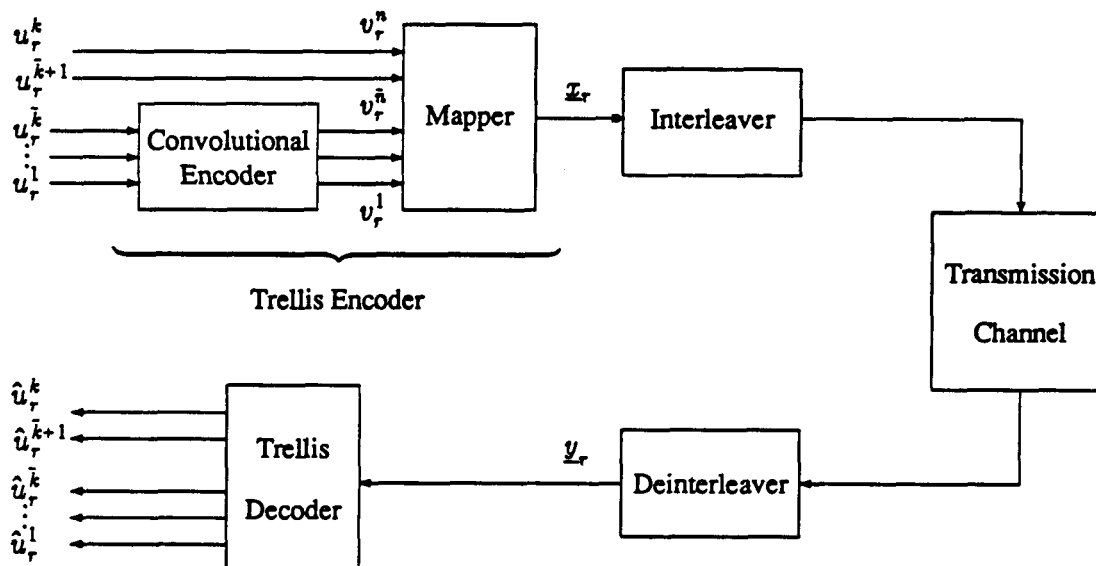 u_r^k
v_r^n
u_r^{k̃+1}
u_r^{k̃}
v_r^{ñ}
⋮
u_r^1
v_r^1
Convolutional
Encoder
Mapper
x_r
Interleaver
Trellis Encoder
Transmission
Channel
û_r^k
û_r^{k̃+1}
û_r^{k̃}
⋮
û_r^1
Trellis
Decoder
y_r
Deinterleaver